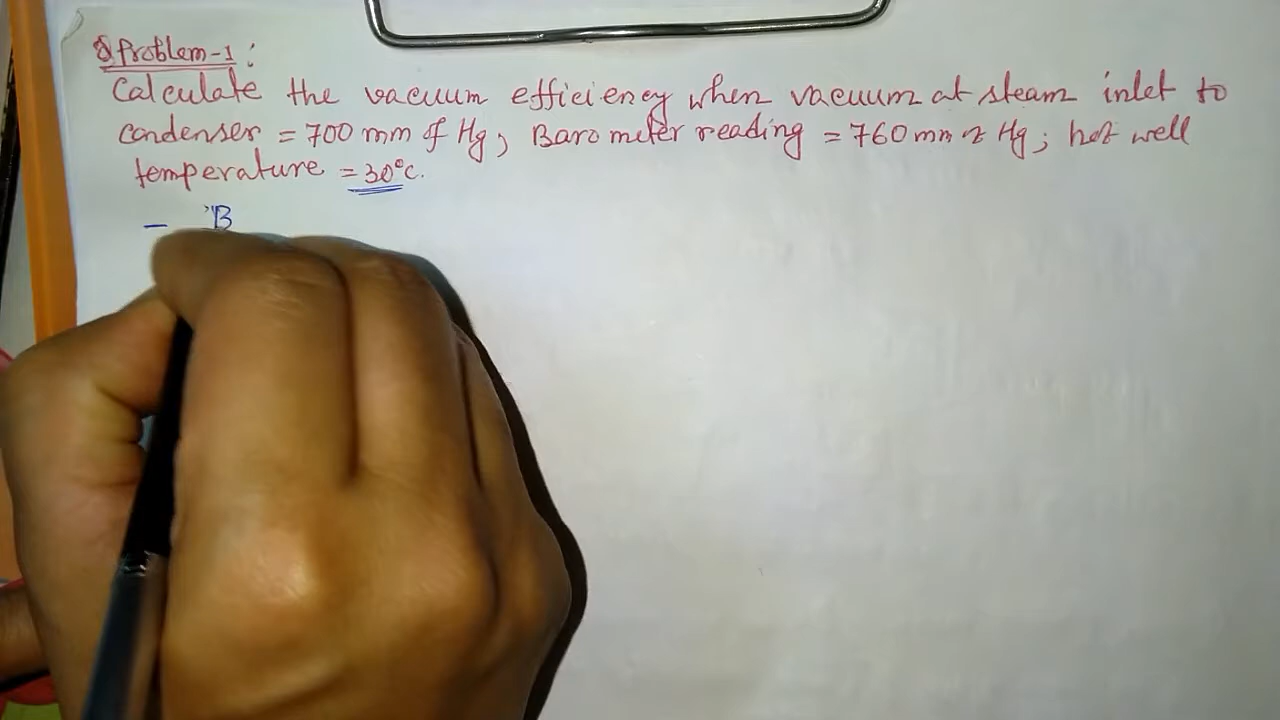 Problem-1:
Calculate the vacuum efficiency when vacuum at steam inlet to
condenser = 700 mm of Hg, Barometer reading = 760 mm of Hg; hot well
temperature = 30°C.
- B